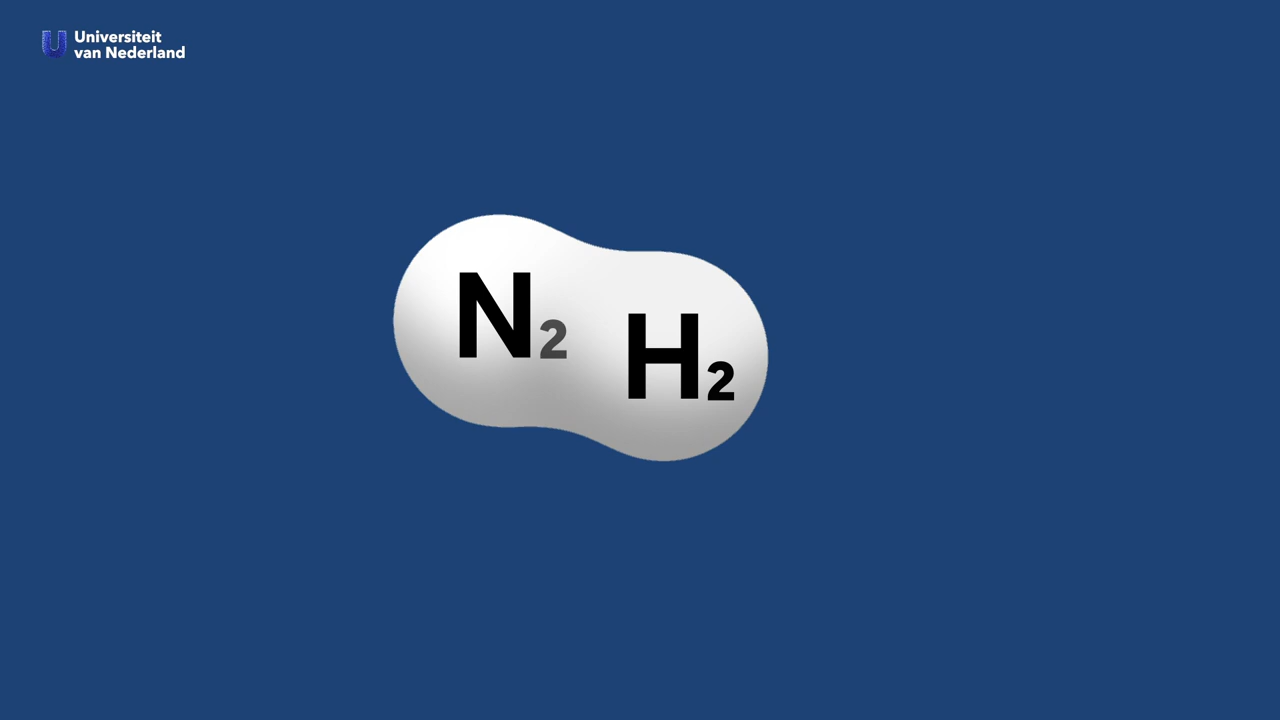 Universiteit
van Nederland
N₂
H₂